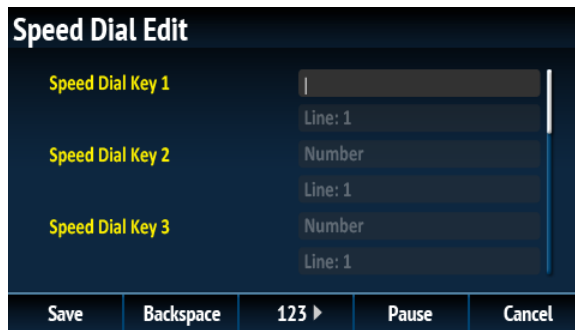 Speed Dial Edit
Speed Dial Key 1
Line: 1
Speed Dial Key 2 Number
Line: 1
Speed Dial Key 3 Number
Line: 1
Save Backspace 123 ▶ Pause Cancel